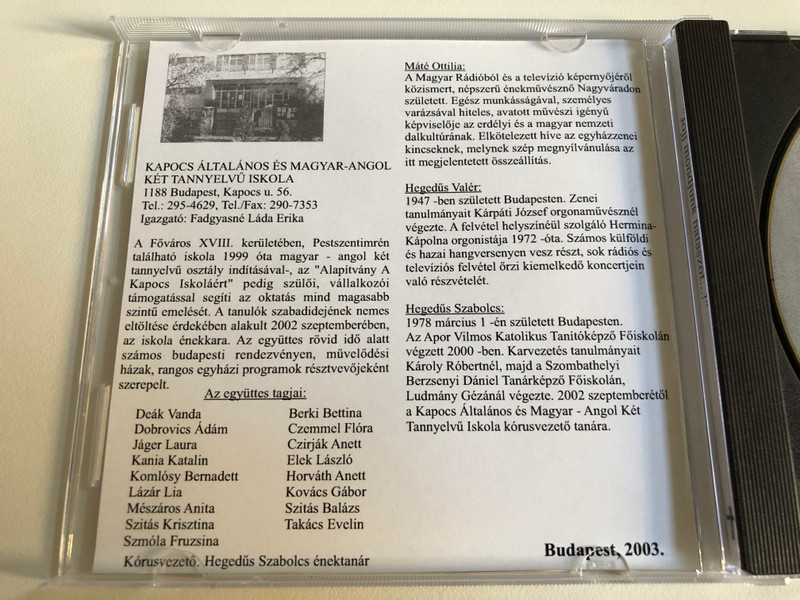 KAPOCS ÁLTALÁNOS ÉS MAGYAR-ANGOL
KÉT TANNYELVŰ ISKOLA
1188 Budapest, Kapocs u. 56.
Tel.: 295-4629, Tel./Fax: 290-7353
Igazgató: Fadgyasné Láda Erika
A Főváros XVIII. kerületében, Pestszentimrén
található iskola 1999 óta magyar - angol két
tannyelvű osztály indításával-, az "Alapítvány A
Kapocs Iskoláért" pedig szülői, vállalkozói
támogatással segíti az oktatás mind magasabb
szintű emelését. A tanulók szabadidejének nemes
eltöltése érdekében alakult 2002 szeptemberében,
az iskola énekkara. Az együttes rövid idő alatt
számos budapesti rendezvényen, művelődési
házak, rangos egyházi programok résztvevőjeként
szerepelt.
Az együttes tagjai:
Deák Vanda
Dobrovics Ádám
Jáger Laura
Kania Katalin
Komlósy Bernadett
Lázár Lia
Mészáros Anita
Szitás Krisztina
Szmóla Fruzsina
Berki Bettina
Czemmel Flóra
Czirják Anett
Elek László
Horváth Anett
Kovács Gábor
Szitás Balázs
Takács Evelin
Kórusvezető: Hegedüs Szabolcs énektanár
Máté Ottilia:
A Magyar Rádióból és a televízió képernyőjéről
közismert, népszerű énekművésznő Nagyváradon
született. Egész munkásságával, személyes
varázsával hiteles, avatott művészi igényű
képviselője az erdélyi és a magyar nemzeti
dalkultúrának. Elkötelezett híve az egyházzenei
kincseknek, melynek szép megnyilvánulása az
itt megjelentetett összeállítás.
Hegedüs Valér:
1947 -ben született Budapesten. Zenei
tanulmányait Kárpáti József orgonaművésznél
végezte. A felvétel helyszínéül szolgáló Hermina-
Kápolna orgonistája 1972 -óta. Számos külföldi
és hazai hangversenyen vesz részt, sok rádiós és
televíziós felvétel őrzi kiemelkedő koncertjein
való részvételét.
Hegedüs Szabolcs:
1978 március 1 -én született Budapesten.
Az Apor Vilmos Katolikus Tanítóképző Főiskolán
végzett 2000 -ben. Karvezetés tanulmányait
Károly Róbertnél, majd a Szombathelyi
Berzsenyi Dániel Tanárképző Főiskolán,
Ludmány Gézánál végezte. 2002 szeptemberétől
a Kapocs Általános és Magyar - Angol Két
Tannyelvű Iskola kórusvezető tanára.
Budapest, 2003.